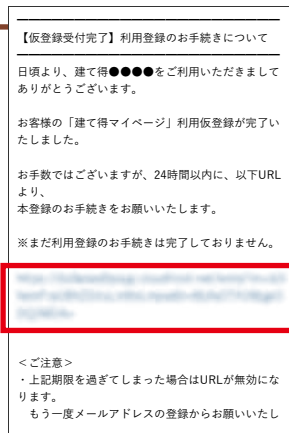 【仮登録受付完了】利用登録のお手続きについて
日頃より、建て得●●●●をご利用いただきまして
ありがとうございます。
お客様の「建て得マイページ」利用仮登録が完了い
たしました。
お手数ではございますが、24時間以内に、以下URL
より、
本登録のお手続きをお願いいたします。
※まだ利用登録のお手続きは完了しておりません。
＜ご注意＞
・上記期限を過ぎてしまった場合はURLが無効にな
ります。
もう一度メールアドレスの登録からお願いいたし